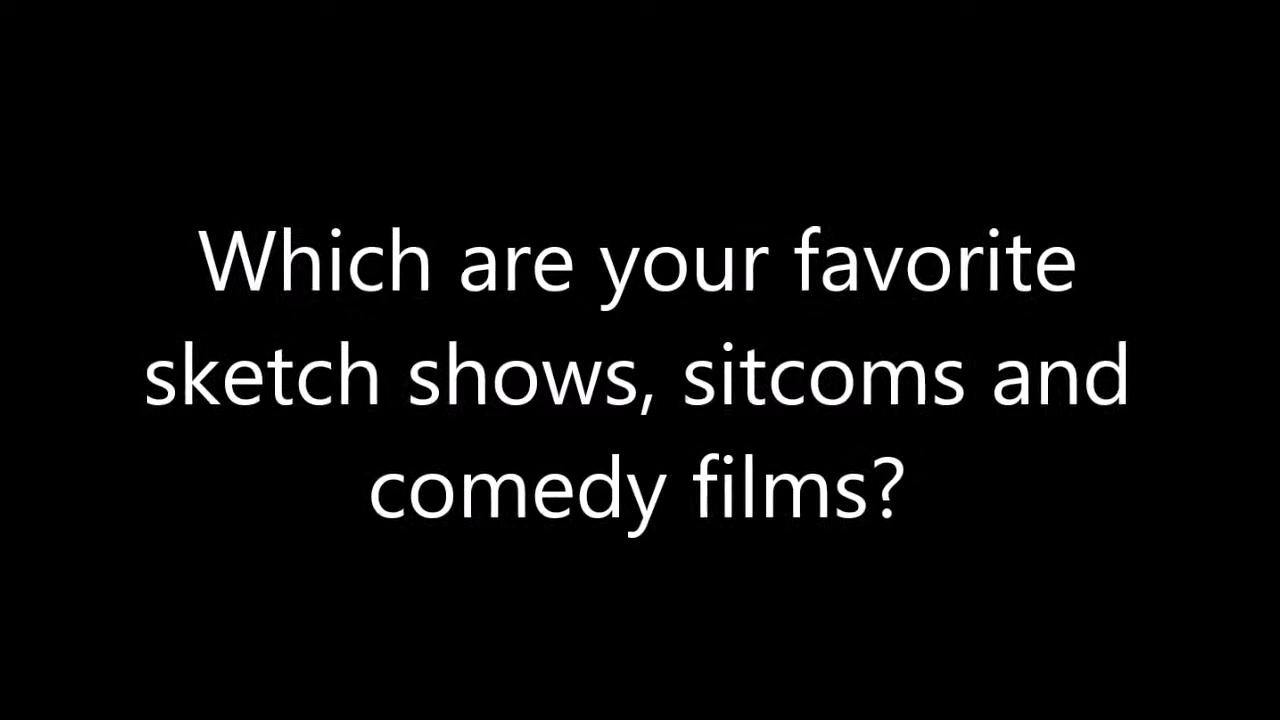 Which are your favorite
sketch shows, sitcoms and
comedy films?